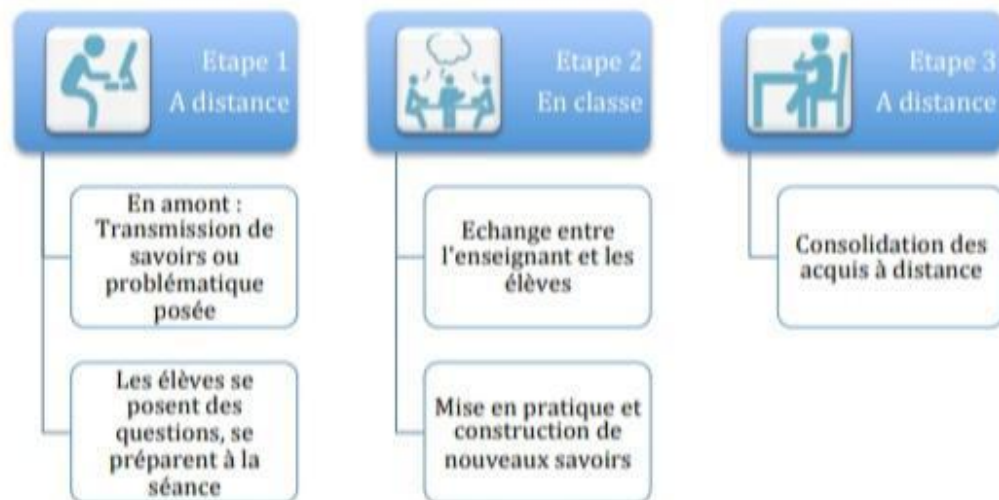 Etape 1
A distance
En amont :
Transmission de
savoirs ou
problématique
posée
Les élèves se
posent des
questions, se
préparent à la
séance
Etape 2
En classe
Echange entre
l'enseignant et les
élèves
Mise en pratique et
construction de
nouveaux savoirs
Etape 3
A distance
Consolidation des
acquis à distance